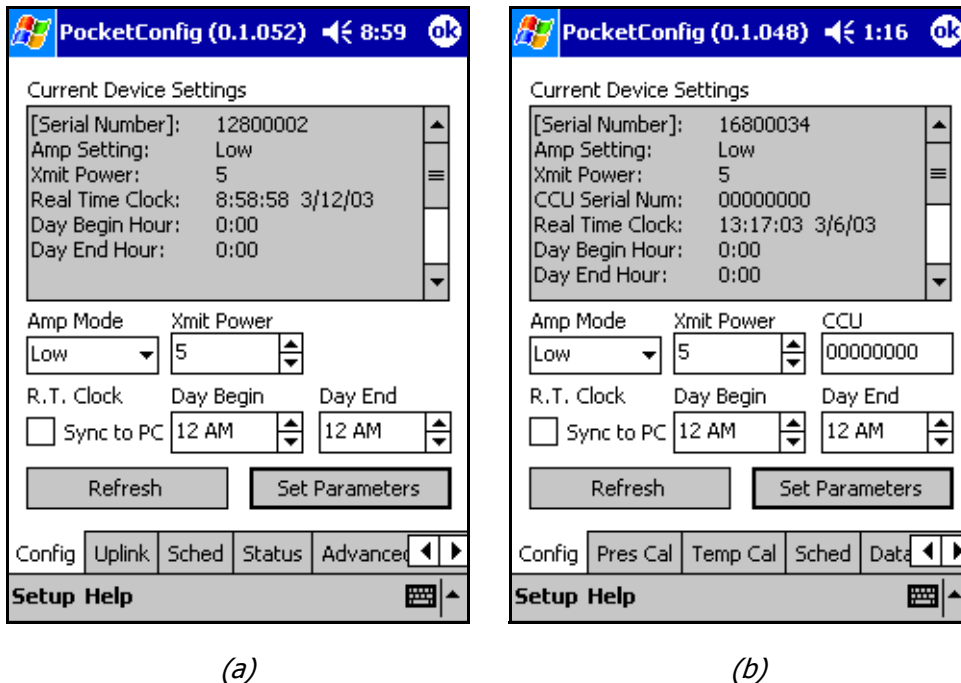 PocketConfig (0.1.052) 8:59 ok
Current Device Settings
[Serial Number]: 12800002
Amp Setting: Low
Xmit Power: 5
Real Time Clock: 8:58:58 3/12/03
Day Begin Hour: 0:00
Day End Hour: 0:00
Amp Mode Xmit Power
Low 5
R.T. Clock Day Begin Day End
Sync to PC 12 AM 12 AM
Refresh Set Parameters
Config Uplink Sched Status Advanced
Setup Help
(a)
PocketConfig (0.1.048) 1:16 ok
Current Device Settings
[Serial Number]: 16800034
Amp Setting: Low
Xmit Power: 5
CCU Serial Num: 00000000
Real Time Clock: 13:17:03 3/6/03
Day Begin Hour: 0:00
Day End Hour: 0:00
Amp Mode Xmit Power CCU
Low 5 00000000
R.T. Clock Day Begin Day End
Sync to PC 12 AM 12 AM
Refresh Set Parameters
Config Pres Cal Temp Cal Sched Data
Setup Help
(b)